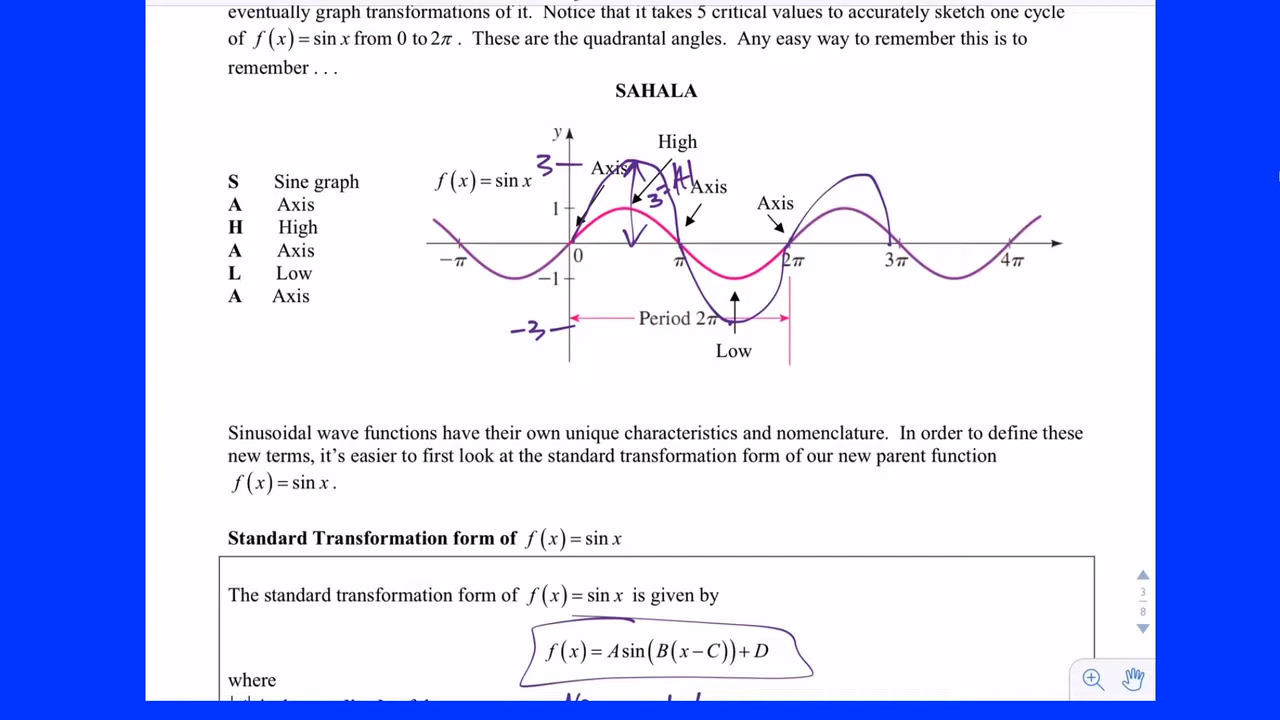 eventually graph transformations of it. Notice that it takes 5 critical values to accurately sketch one cycle
of f(x) = sin x from 0 to 2π. These are the quadrantal angles. Any easy way to remember this is to
remember . . .
SAHALA
S Sine graph
A Axis
H High
A Axis
L Low
A Axis
f(x) = sin x
y
High
3
Axis
3
|A|
Axis
Axis
1
−π
0
π
2π
3π
4π
−1
Period 2π
−3
Low
Sinusoidal wave functions have their own unique characteristics and nomenclature. In order to define these
new terms, it's easier to first look at the standard transformation form of our new parent function
f(x) = sin x.
Standard Transformation form of f(x) = sin x
The standard transformation form of f(x) = sin x is given by
f(x) = A sin(B(x−C)) + D
where
3
8